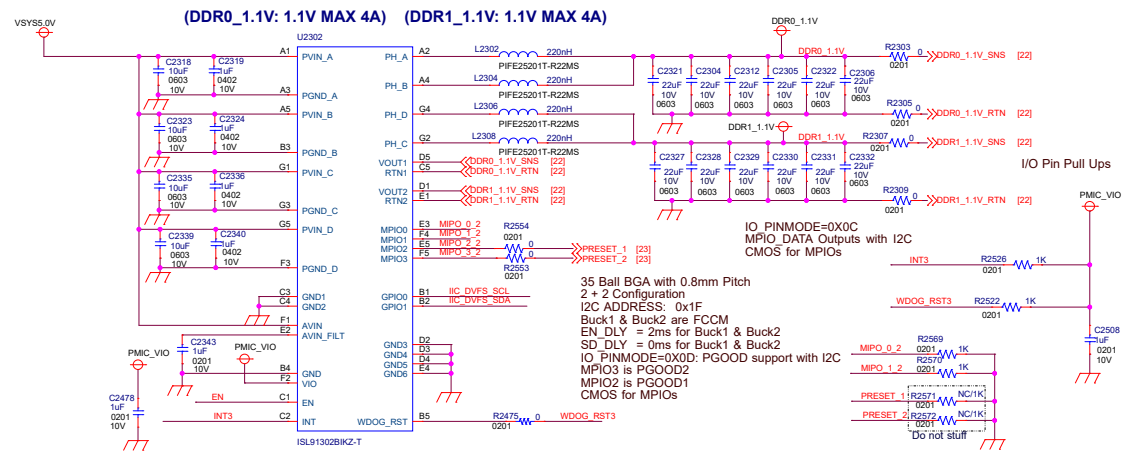 (DDR0_1.1V: 1.1V MAX 4A) (DDR1_1.1V: 1.1V MAX 4A)
VSYS5.0V
U2302
DDR0_1.1V
A1 PVIN_A PH_A A2 L2302 220nH
PIFE25201T-R22MS
DDR0_1.1V
R2303 0 DDR0_1.1V_SNS [22]
0201
C2318
10uF
0603
10V
C2319
1uF
0402
10V
A3 PGND_A
PH_B A4 L2304 220nH
PIFE25201T-R22MS
C2321
22uF
10V
0603
C2304
22uF
10V
0603
C2312
22uF
10V
0603
C2305
22uF
10V
0603
C2322
22uF
10V
0603
C2306
22uF
10V
0603
A5 PVIN_B PH_D G4 L2306 220nH
PIFE25201T-R22MS
R2305 0 DDR0_1.1V_RTN [22]
0201
C2323
10uF
0603
10V
C2324
1uF
0402
10V
B3 PGND_B
DDR1_1.1V
PH_C G2 L2308 220nH
PIFE25201T-R22MS
DDR1_1.1V
R2307 0 DDR1_1.1V_SNS [22]
0201
G1 PVIN_C
VOUT1 D5 DDR0_1.1V_SNS [22]
RTN1 C5 DDR0_1.1V_RTN [22]
VOUT2 D1 DDR1_1.1V_SNS [22]
RTN2 E1 DDR1_1.1V_RTN [22]
C2335
10uF
0603
10V
C2336
1uF
0402
10V
G3 PGND_C
C2327
22uF
10V
0603
C2328
22uF
10V
0603
C2329
22uF
10V
0603
C2330
22uF
10V
0603
C2331
22uF
10V
0603
C2332
22uF
10V
0603
R2309 0 DDR1_1.1V_RTN [22]
0201
I/O Pin Pull Ups
PMIC_VIO
G5 PVIN_D
C2339
10uF
0603
10V
C2340
1uF
0402
10V
F3 PGND_D
MPIO0 E3 MIPO_0_2
MPIO1 F4 MIPO_1_2
MPIO2 E5 MIPO_2_2
MPIO3 F5 MIPO_3_2
R2554
0201
0 PRESET_1 [23]
0 PRESET_2 [23]
R2553
0201
IO_PINMODE=0X0C
MPIO_DATA Outputs with I2C
CMOS for MPIOs
INT3 R2526 1K
0201
WDOG_RST3 R2522 1K
0201
C2508
1uF
0201
10V
C3 GND1
C4 GND2
GPIO0 B1 IIC_DVFS_SCL
GPIO1 B2 IIC_DVFS_SDA
35 Ball BGA with 0.8mm Pitch
2 + 2 Configuration
I2C ADDRESS: 0x1F
Buck1 & Buck2 are FCCM
EN_DLY = 2ms for Buck1 & Buck2
SD_DLY = 0ms for Buck1 & Buck2
IO_PINMODE=0X0D: PGOOD support with I2C
MPIO3 is PGOOD2
MPIO2 is PGOOD1
CMOS for MPIOs
F1 AVIN
E2 AVIN_FILT
C2343
1uF
0201
10V
PMIC_VIO
PMIC_VIO
GND3 D2
GND4 D3
GND5 D4
GND6 E4
B4 GND
F2 VIO
C2478
1uF
0201
10V
EN C1 EN
INT3 C2 INT
WDOG_RST B5 R2475 0 WDOG_RST3
0201
ISL91302BIKZ-T
MIPO_0_2 R2569 1K
0201
MIPO_1_2 R2570 1K
0201
PRESET_1 R2571 NC/1K
0201
PRESET_2 R2572 NC/1K
0201
Do not stuff